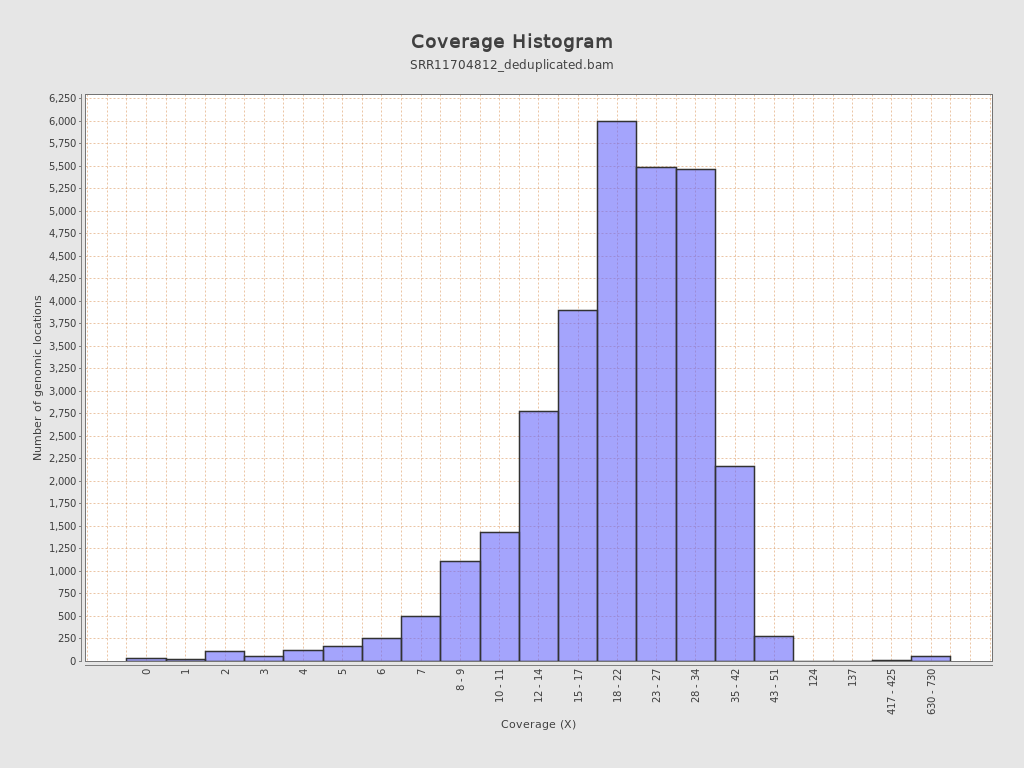 Coverage Histogram
SRR11704812_deduplicated.bam
6,250
6,000
5,750
5,500
5,250
5,000
4,750
4,500
4,250
4,000
3,750
3,500
3,250
3,000
2,750
2,500
2,250
2,000
1,750
1,500
1,250
1,000
750
500
250
0
Number of genomic locations
0
1
2
3
4
5
6
7
8 - 9
10 - 11
12 - 14
15 - 17
18 - 22
23 - 27
28 - 34
35 - 42
43 - 51
124
137
417 - 425
630 - 730
Coverage (X)